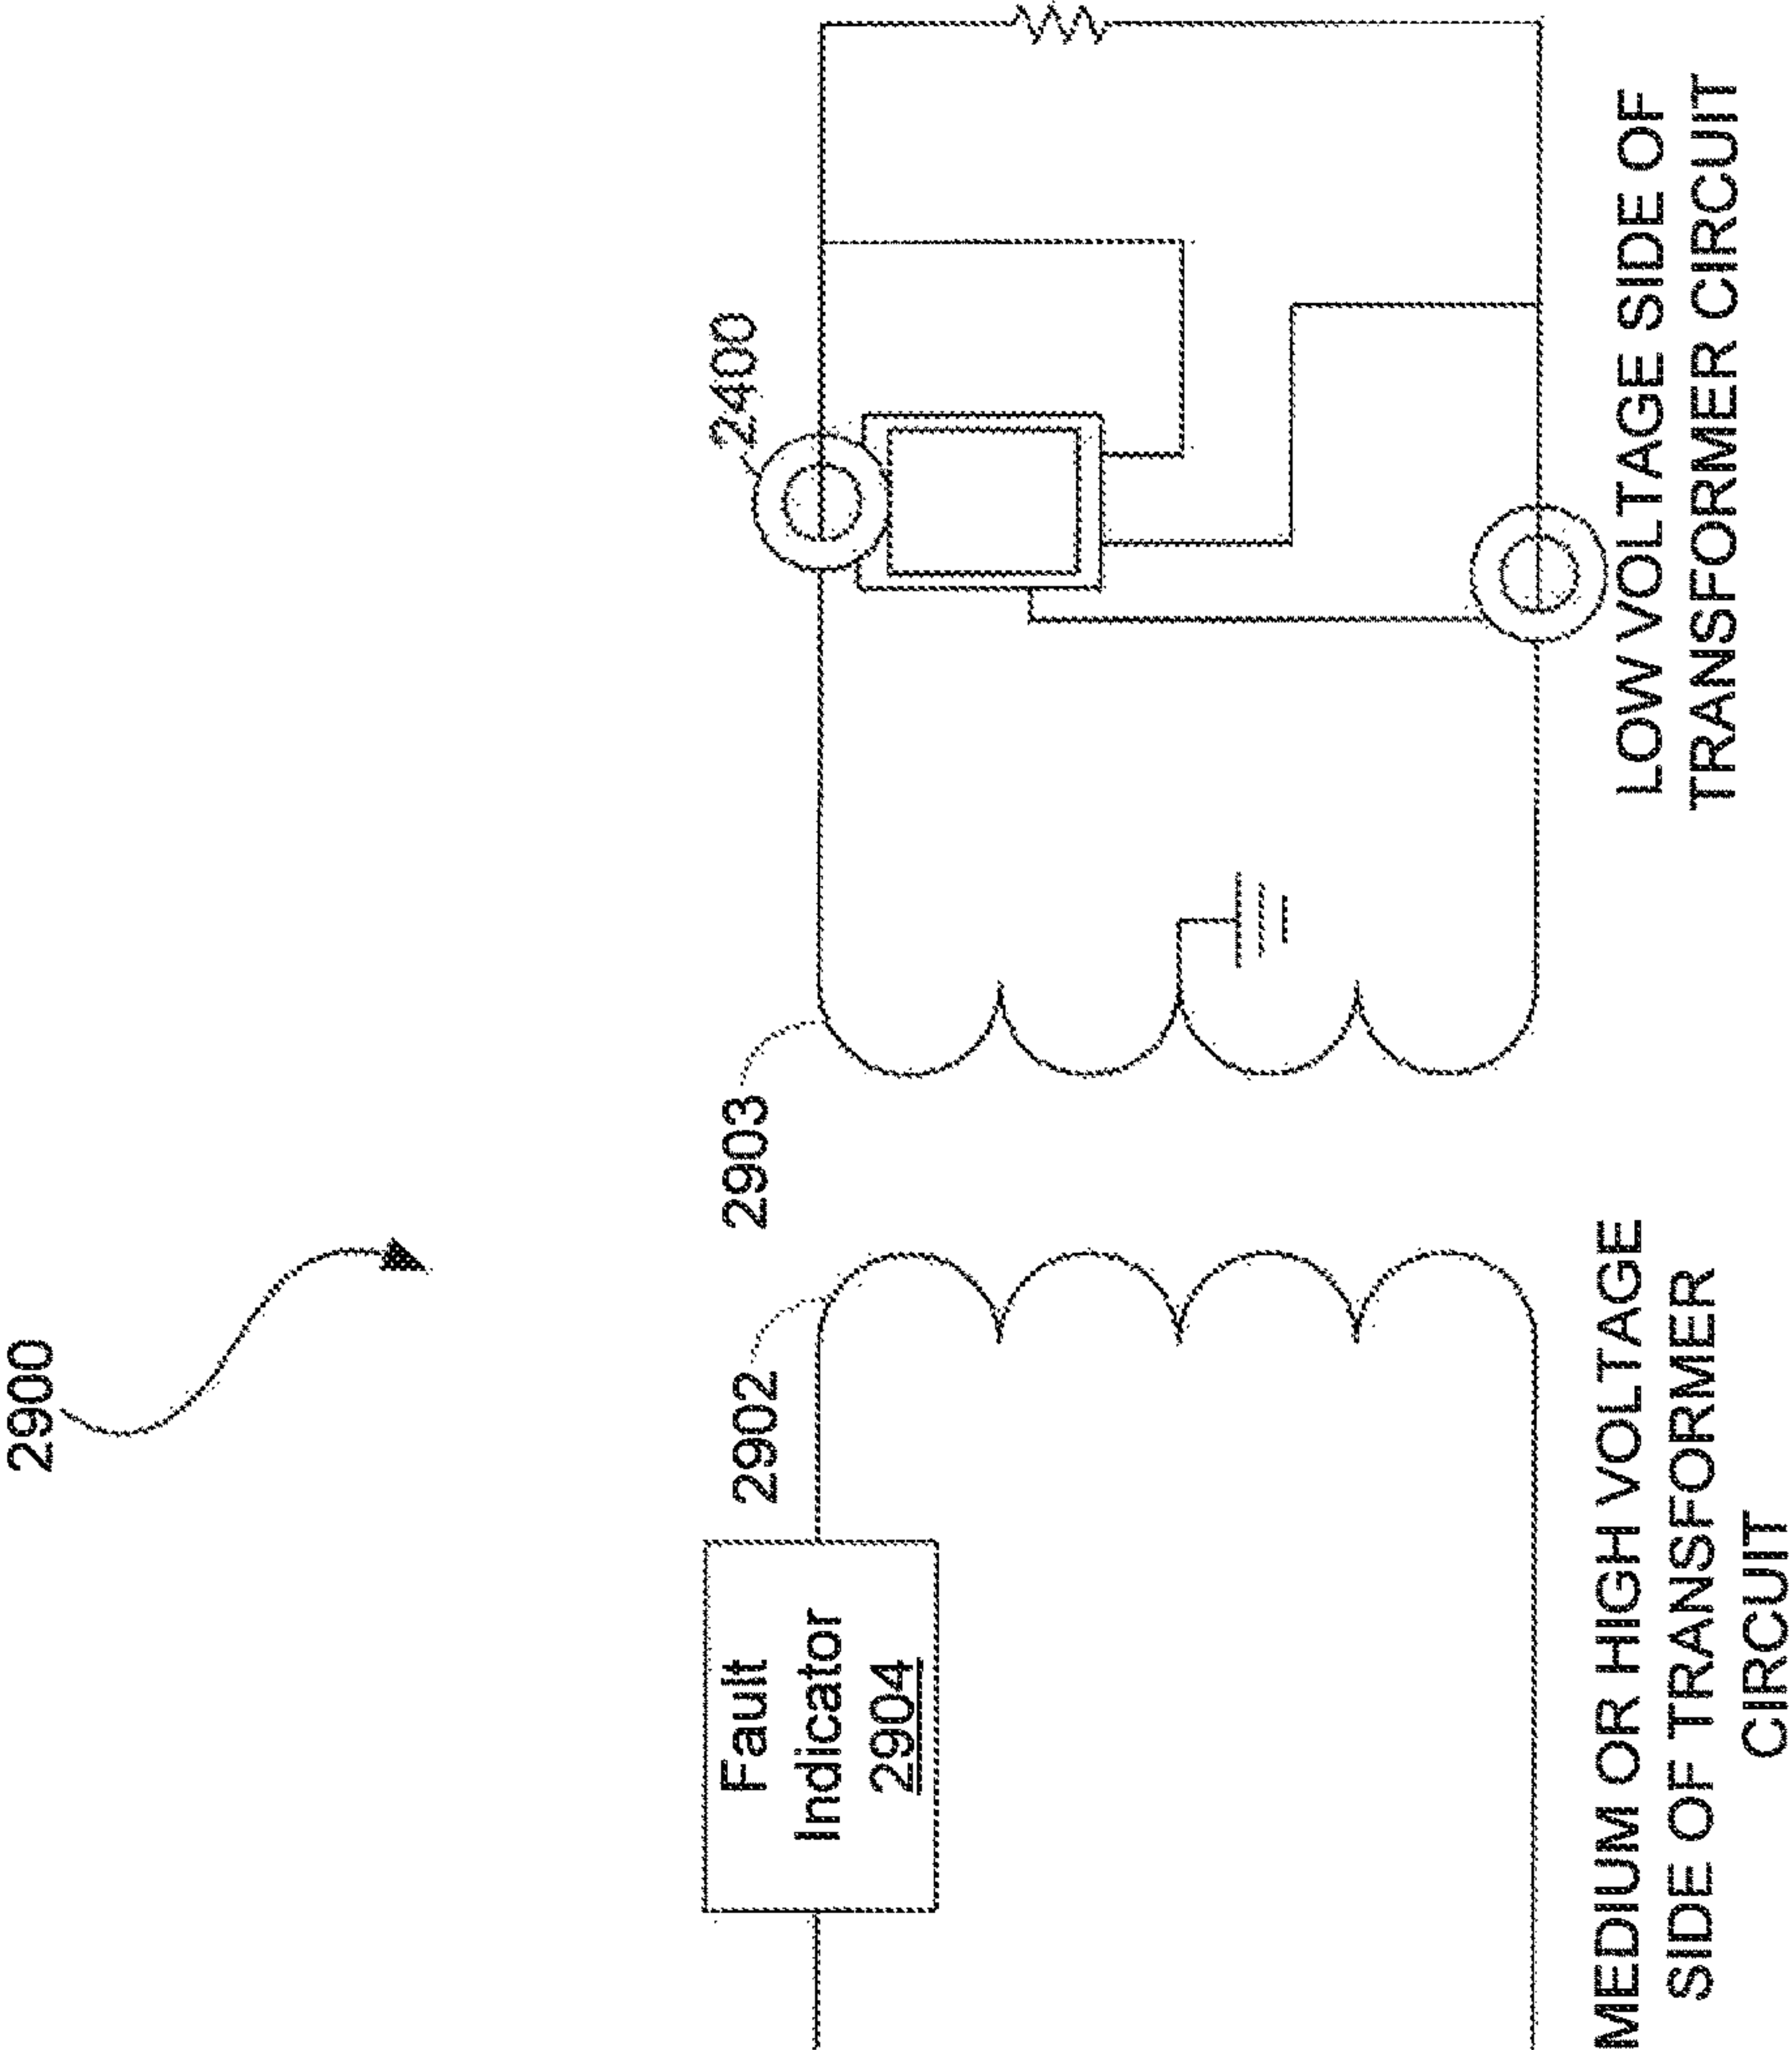 2900
Fault
Indicator
2904
2902
2903
2400
MEDIUM OR HIGH VOLTAGE
SIDE OF TRANSFORMER
CIRCUIT
LOW VOLTAGE SIDE OF
TRANSFORMER CIRCUIT